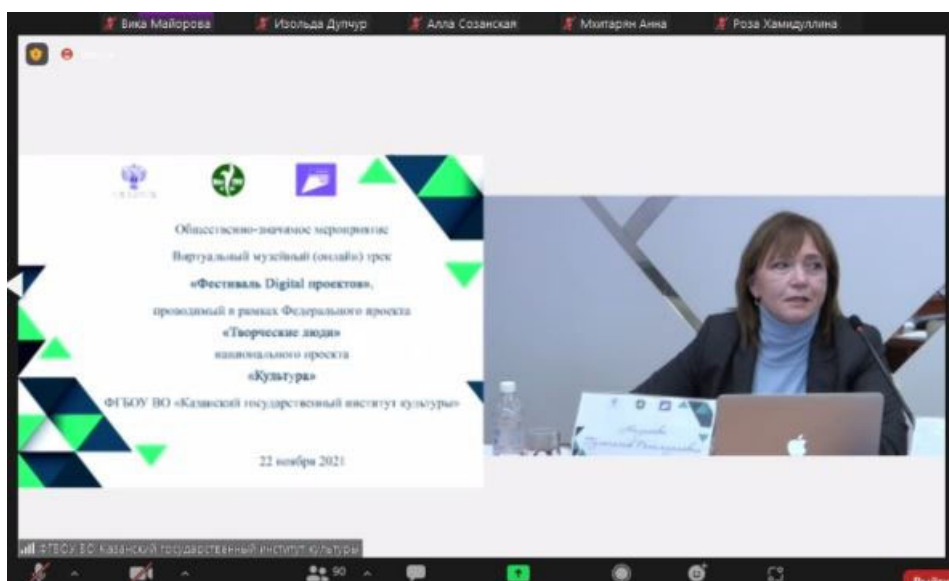 Вика Майорова
Изольда Дупчур
Алла Созанская
Мхитарян Анна
Роза Хамидуллина
Общественно-значимое мероприятие
Виртуальный музейный (онлайн) трек
«Фестиваль Digital проектов»,
проводимый в рамках Федерального проекта
«Творческие люди»
национального проекта
«Культура»
ФГБОУ ВО «Казанский государственный институт культуры»
22 ноября 2021
ФГБОУ ВО Казанский государственный институт культуры
90